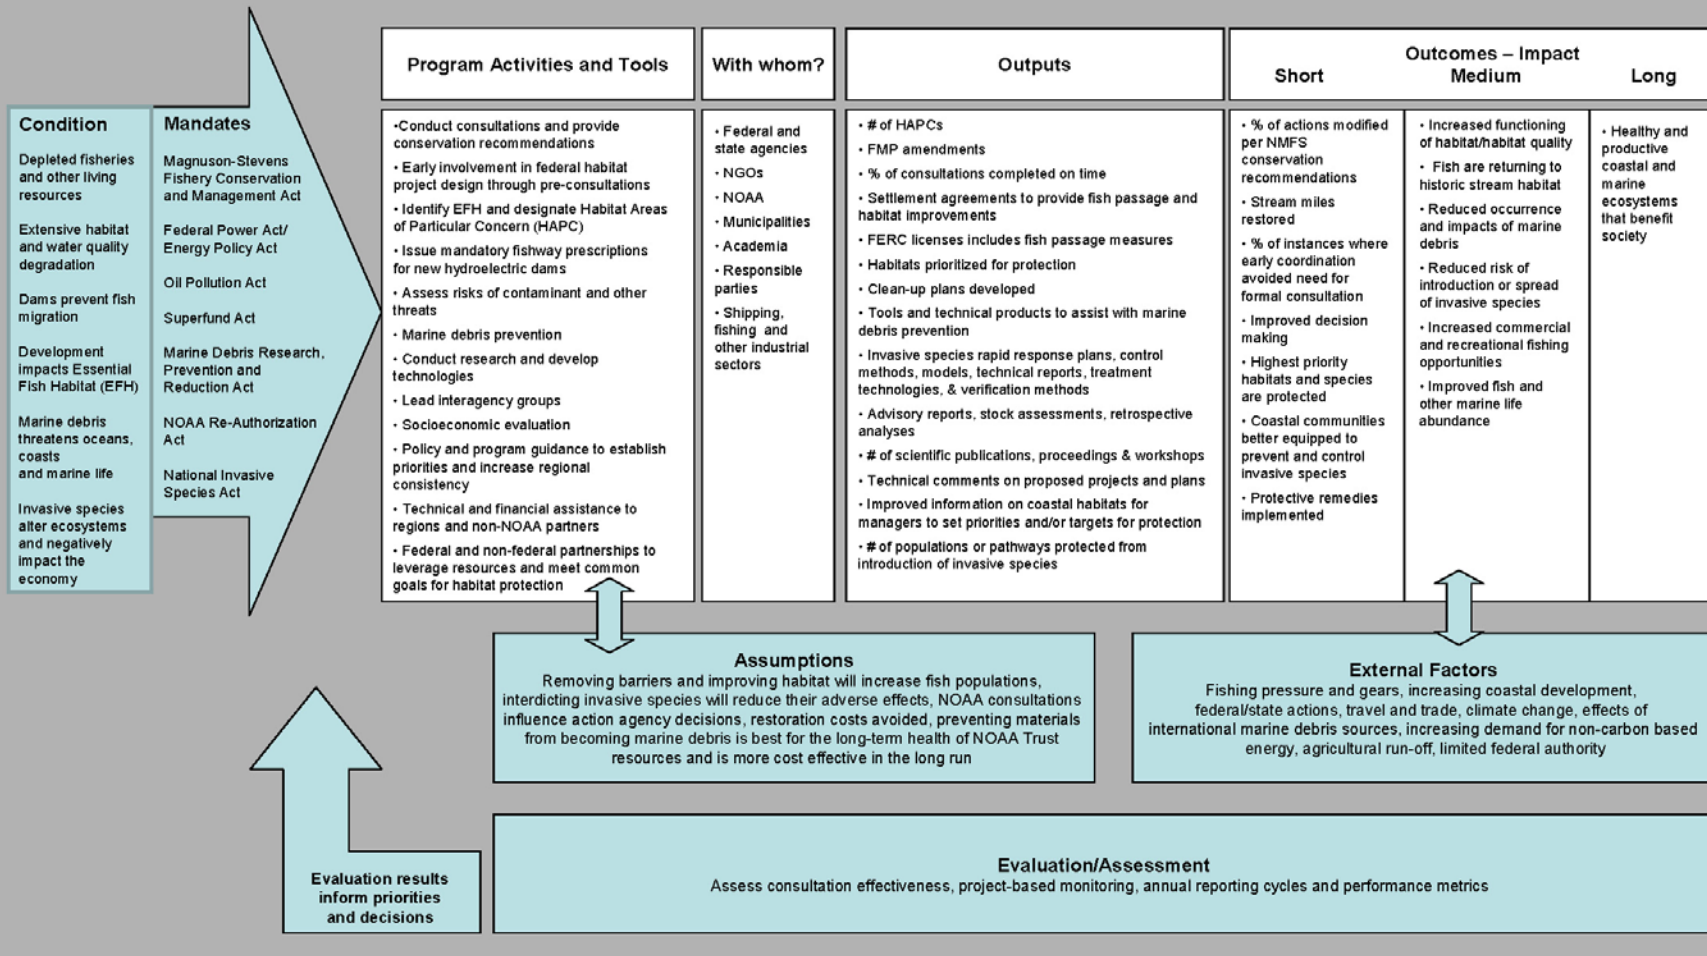 Condition
Depleted fisheries
and other living
resources
Extensive habitat
and water quality
degradation
Dams prevent fish
migration
Development
impacts Essential
Fish Habitat (EFH)
Marine debris
threatens oceans,
coasts
and marine life
Invasive species
alter ecosystems
and negatively
impact the
economy
Mandates
Magnuson-Stevens
Fishery Conservation
and Management Act
Federal Power Act/
Energy Policy Act
Oil Pollution Act
Superfund Act
Marine Debris Research,
Prevention and
Reduction Act
NOAA Re-Authorization
Act
National Invasive
Species Act
Program Activities and Tools
•Conduct consultations and provide
conservation recommendations
• Early involvement in federal habitat
project design through pre-consultations
• Identify EFH and designate Habitat Areas
of Particular Concern (HAPC)
• Issue mandatory fishway prescriptions
for new hydroelectric dams
• Assess risks of contaminant and other
threats
• Marine debris prevention
• Conduct research and develop
technologies
• Lead interagency groups
• Socioeconomic evaluation
• Policy and program guidance to establish
priorities and increase regional
consistency
• Technical and financial assistance to
regions and non-NOAA partners
• Federal and non-federal partnerships to
leverage resources and meet common
goals for habitat protection
With whom?
• Federal and
state agencies
• NGOs
• NOAA
• Municipalities
• Academia
• Responsible
parties
• Shipping,
fishing and
other industrial
sectors
Outputs
• # of HAPCs
• FMP amendments
• % of consultations completed on time
• Settlement agreements to provide fish passage and
habitat improvements
• FERC licenses includes fish passage measures
• Habitats prioritized for protection
• Clean-up plans developed
• Tools and technical products to assist with marine
debris prevention
• Invasive species rapid response plans, control
methods, models, technical reports, treatment
technologies, & verification methods
• Advisory reports, stock assessments, retrospective
analyses
• # of scientific publications, proceedings & workshops
• Technical comments on proposed projects and plans
• Improved information on coastal habitats for
managers to set priorities and/or targets for protection
• # of populations or pathways protected from
introduction of invasive species
Outcomes – Impact
Short
Medium
Long
• % of actions modified
per NMFS
conservation
recommendations
• Stream miles
restored
• % of instances where
early coordination
avoided need for
formal consultation
• Improved decision
making
• Highest priority
habitats and species
are protected
• Coastal communities
better equipped to
prevent and control
invasive species
• Protective remedies
implemented
• Increased functioning
of habitat/habitat quality
• Fish are returning to
historic stream habitat
• Reduced occurrence
and impacts of marine
debris
• Reduced risk of
introduction or spread
of invasive species
• Increased commercial
and recreational fishing
opportunities
• Improved fish and
other marine life
abundance
• Healthy and
productive
coastal and
marine
ecosystems
that benefit
society
Assumptions
Removing barriers and improving habitat will increase fish populations,
interdicting invasive species will reduce their adverse effects, NOAA consultations
influence action agency decisions, restoration costs avoided, preventing materials
from becoming marine debris is best for the long-term health of NOAA Trust
resources and is more cost effective in the long run
External Factors
Fishing pressure and gears, increasing coastal development,
federal/state actions, travel and trade, climate change, effects of
international marine debris sources, increasing demand for non-carbon based
energy, agricultural run-off, limited federal authority
Evaluation results
inform priorities
and decisions
Evaluation/Assessment
Assess consultation effectiveness, project-based monitoring, annual reporting cycles and performance metrics